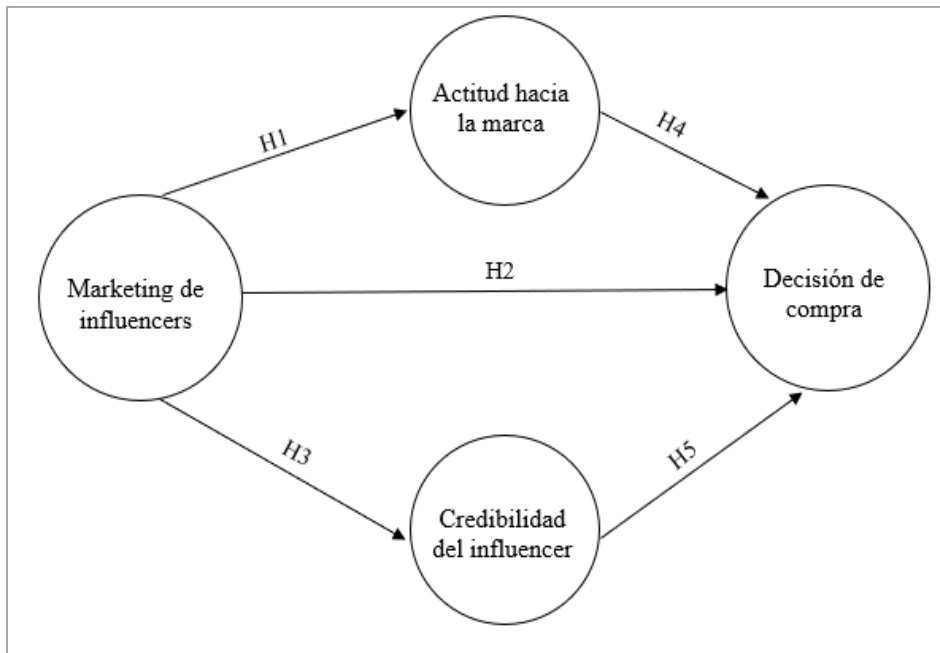 Actitud hacia
la marca
H1
H4
H2
Marketing de
influencers
Decisión de
compra
H3
H5
Credibilidad
del influencer